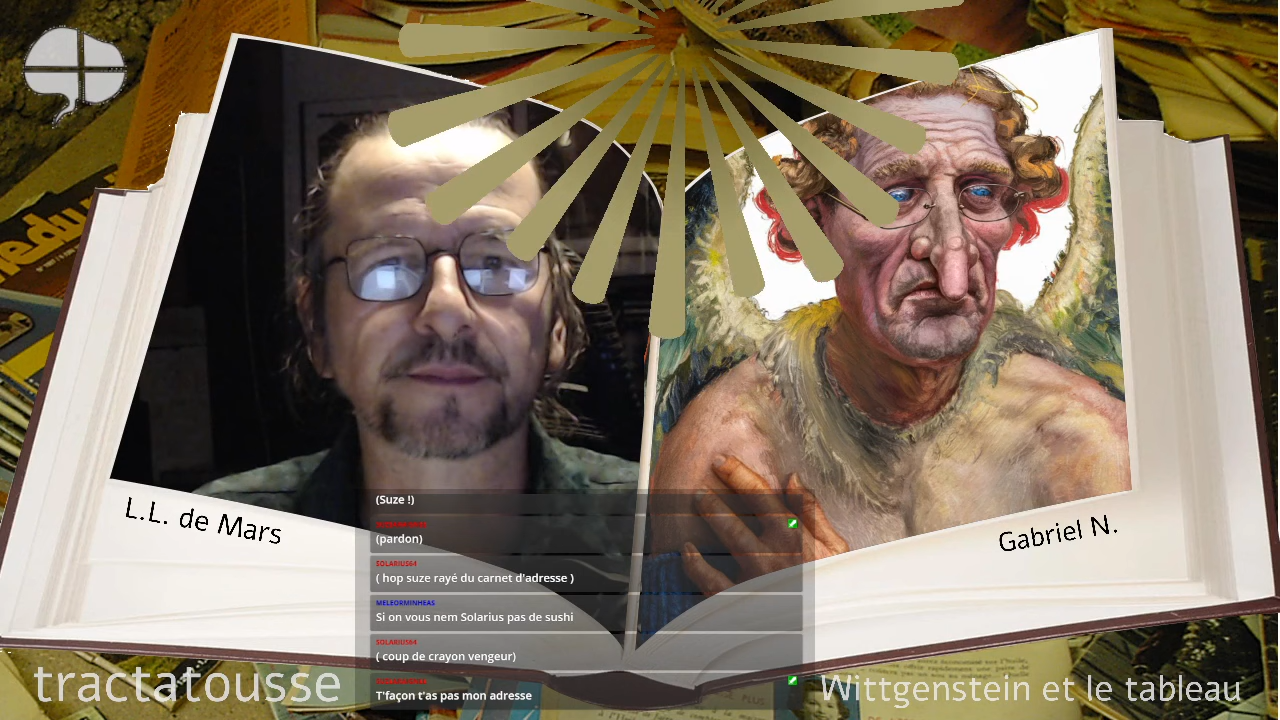 L.L. de Mars
Gabriel N.
(Suze !)
(pardon)
SOLARIUS64
( hop suze rayé du carnet d'adresse )
MELEORMINHEAS
Si on vous nem Solarius pas de sushi
SOLARIUS64
( coup de crayon vengeur)
T'façon t'as pas mon adresse
tractatousse
Wittgenstein et le tableau